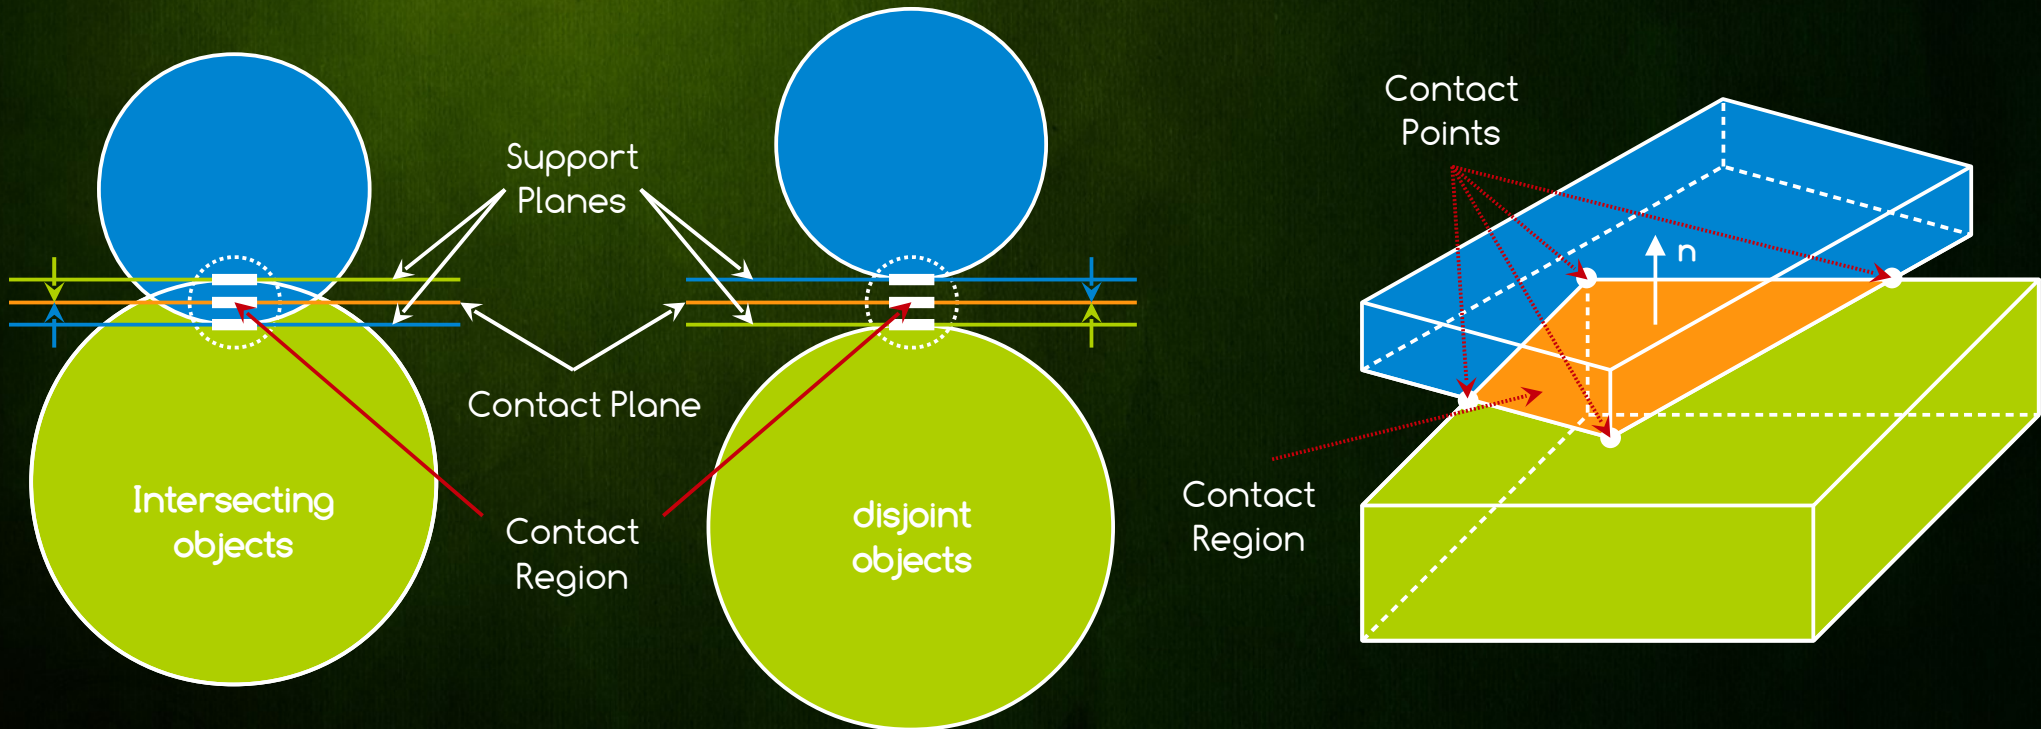 Support
Planes
Contact Plane
Intersecting
objects
Contact
Region
disjoint
objects
Contact
Points
n
Contact
Region